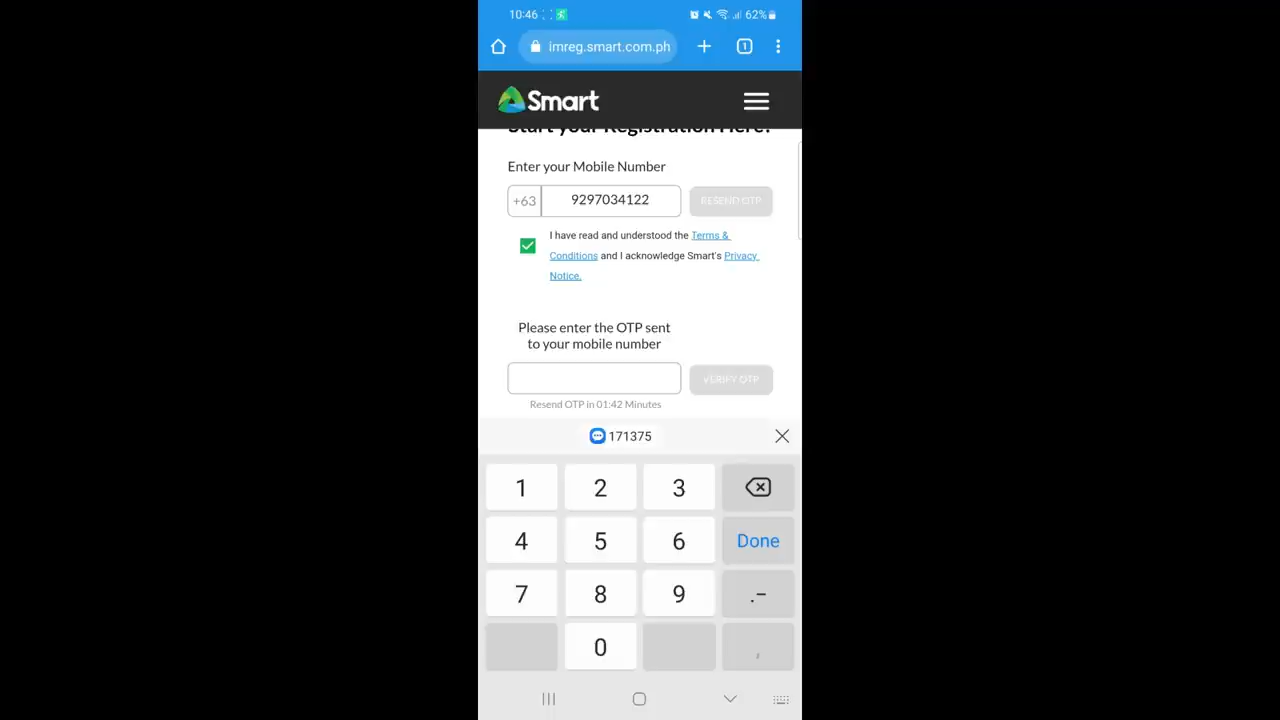 10:46 62%
imreg.smart.com.ph 1
Smart
Start your Registration Here!
Enter your Mobile Number
+63 9297034122 RESEND OTP
I have read and understood the Terms &
Conditions and I acknowledge Smart's Privacy
Notice.
Please enter the OTP sent
to your mobile number
VERIFY OTP
Resend OTP in 01:42 Minutes
171375
1 2 3
4 5 6 Done
7 8 9 .-
0 ,